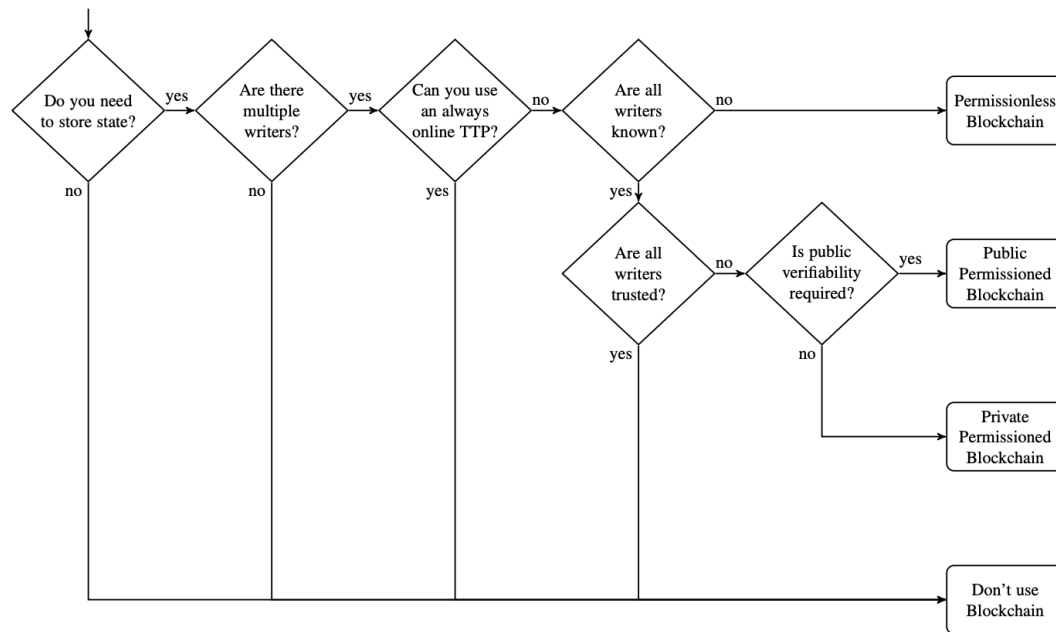 Do you need
to store state?
yes
no
Are there
multiple
writers?
yes
no
Can you use
an always
online TTP?
no
yes
Are all
writers
known?
no
yes
Permissionless
Blockchain
Are all
writers
trusted?
no
yes
Is public
verifiability
required?
yes
no
Public
Permissioned
Blockchain
Private
Permissioned
Blockchain
Don’t use
Blockchain